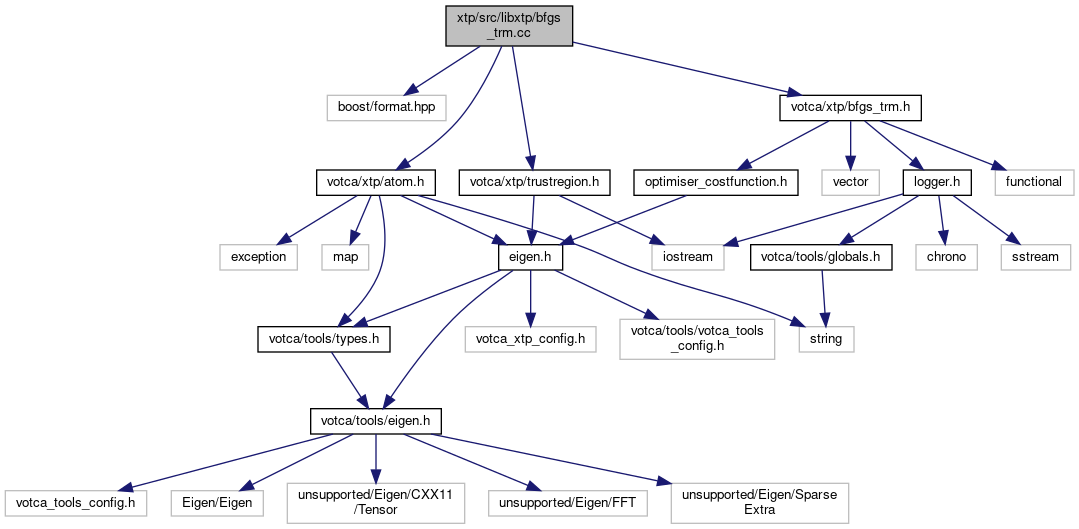 xtp/src/libxtp/bfgs
_trm.cc
boost/format.hpp
votca/xtp/bfgs_trm.h
votca/xtp/atom.h
votca/xtp/trustregion.h
optimiser_costfunction.h
vector
logger.h
functional
exception
map
eigen.h
iostream
votca/tools/globals.h
chrono
sstream
votca/tools/types.h
votca_xtp_config.h
votca/tools/votca_tools
_config.h
string
votca/tools/eigen.h
votca_tools_config.h
Eigen/Eigen
unsupported/Eigen/CXX11
/Tensor
unsupported/Eigen/FFT
unsupported/Eigen/Sparse
Extra